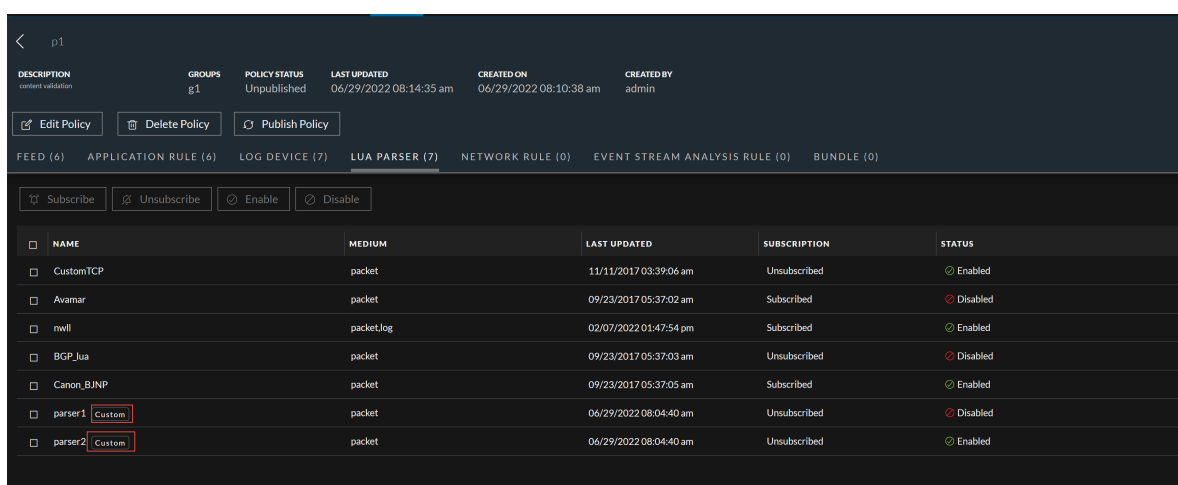 p1
DESCRIPTION GROUPS POLICY STATUS LAST UPDATED CREATED ON CREATED BY
content validation g1 Unpublished 06/29/2022 08:14:35 am 06/29/2022 08:10:38 am admin
Edit Policy Delete Policy Publish Policy
FEED (6) APPLICATION RULE (6) LOG DEVICE (7) LUA PARSER (7) NETWORK RULE (0) EVENT STREAM ANALYSIS RULE (0) BUNDLE (0)
Subscribe Unsubscribe Enable Disable
NAME MEDIUM LAST UPDATED SUBSCRIPTION STATUS
CustomTCP packet 11/11/2017 03:39:06 am Unsubscribed Enabled
Avamar packet 09/23/2017 05:37:02 am Subscribed Disabled
nwll packet,log 02/07/2022 01:47:54 pm Subscribed Enabled
BGP_lua packet 09/23/2017 05:37:03 am Unsubscribed Disabled
Canon_BJNP packet 09/23/2017 05:37:05 am Subscribed Enabled
parser1 Custom packet 06/29/2022 08:04:40 am Unsubscribed Disabled
parser2 Custom packet 06/29/2022 08:04:40 am Unsubscribed Enabled